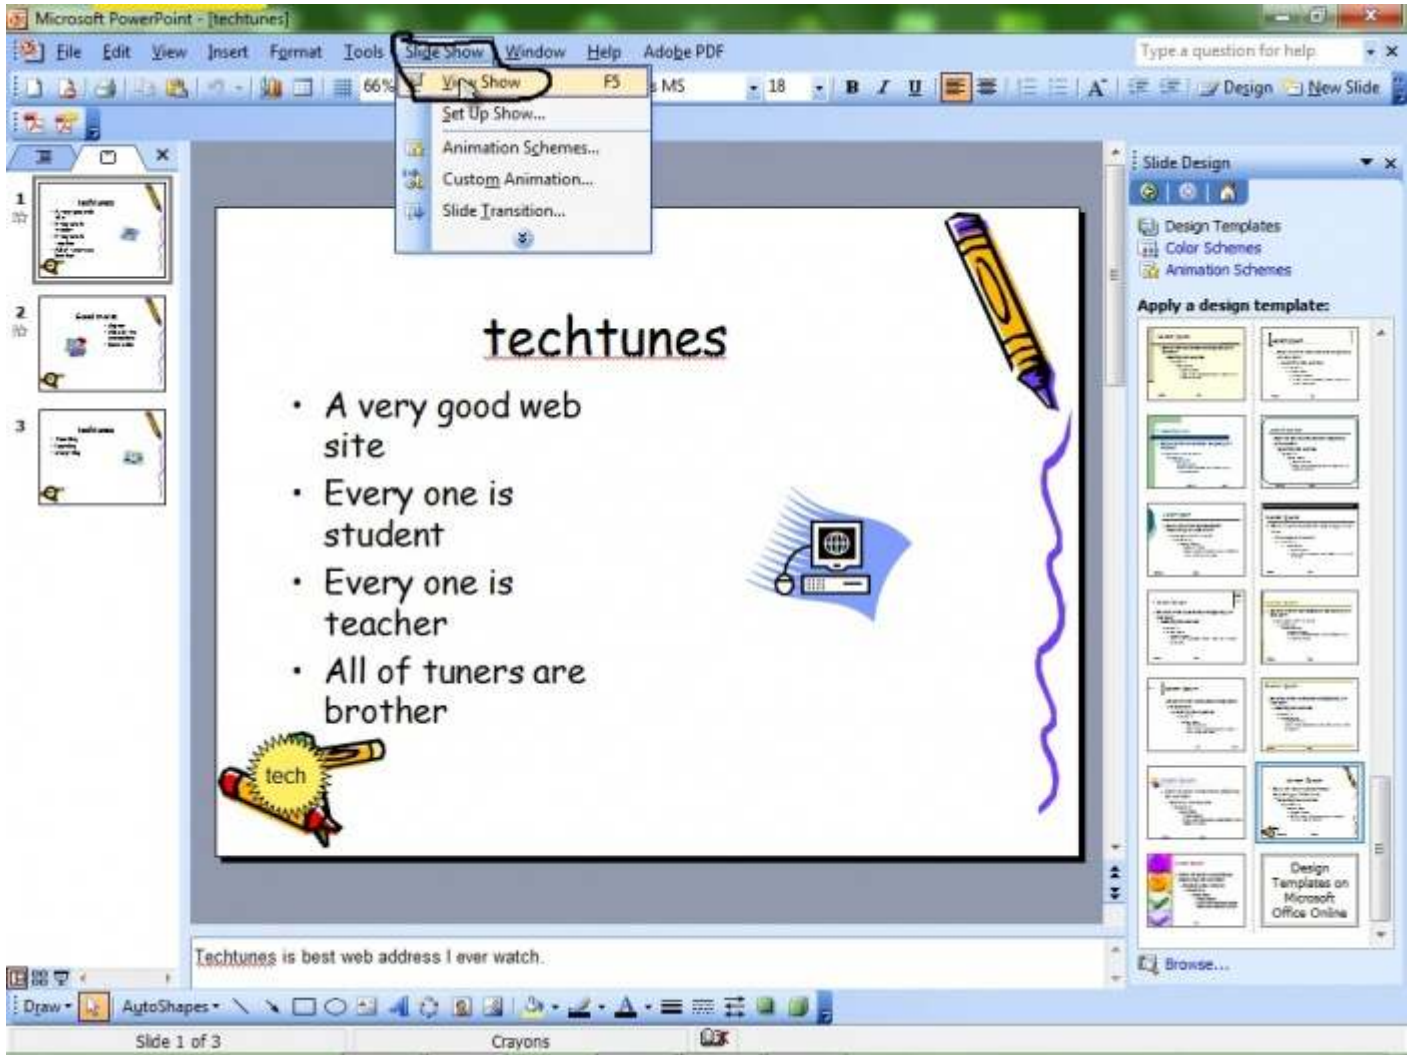 Microsoft PowerPoint - [techtunes]
File Edit View Insert Format Tools Slide Show Window Help Adobe PDF
Type a question for help
66%
View Show F5
s MS
18
B I U
A
Design
New Slide
Set Up Show...
Animation Schemes...
Custom Animation...
Slide Transition...
1
2
3
techtunes
• A very good web
site
• Every one is
student
• Every one is
teacher
• All of tuners are
brother
tech
Slide Design
Design Templates
Color Schemes
Animation Schemes
Apply a design template:
Design
Templates on
Microsoft
Office Online
Browse...
Techtunes is best web address I ever watch.
Draw
AutoShapes
A
Slide 1 of 3
Crayons